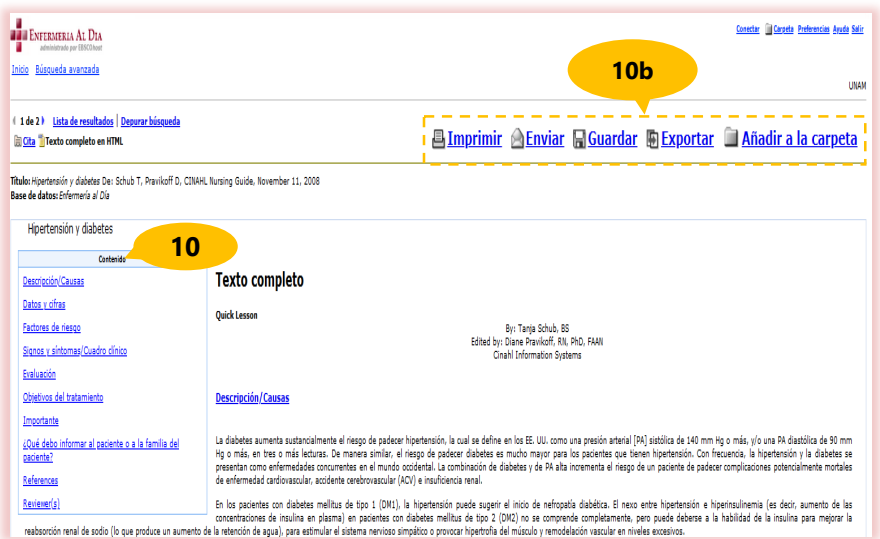 ENFERMERIA AL DIA
administrado por EBSCOhost
Conectar Carpeta Preferencias Ayuda Salir
Inicio Búsqueda avanzada
10b
UNAM
1 de 2 Lista de resultados | Depurar búsqueda
Cita Texto completo en HTML
Imprimir Enviar Guardar Exportar Añadir a la carpeta
Título: Hipertensión y diabetes De: Schub T, Pravikoff D, CINAHL Nursing Guide, November 11, 2008
Base de datos: Enfermería al Día
Hipertensión y diabetes
10
Contenido
Descripción/Causas
Datos y cifras
Factores de riesgo
Signos y síntomas/Cuadro clínico
Evaluación
Objetivos del tratamiento
Importante
¿Qué debo informar al paciente o a la familia del
paciente?
References
Reviewer(s)
Texto completo
Quick Lesson
By: Tanja Schub, BS
Edited by: Diane Pravikoff, RN, PhD, FAAN
Cinahl Information Systems
Descripción/Causas
La diabetes aumenta sustancialmente el riesgo de padecer hipertensión, la cual se define en los EE. UU. como una presión arterial [PA] sistólica de 140 mm Hg o más, y/o una PA diastólica de 90 mm
Hg o más, en tres o más lecturas. De manera similar, el riesgo de padecer diabetes es mucho mayor para los pacientes que tienen hipertensión. Con frecuencia, la hipertensión y la diabetes se
presentan como enfermedades concurrentes en el mundo occidental. La combinación de diabetes y de PA alta incrementa el riesgo de un paciente de padecer complicaciones potencialmente mortales
de enfermedad cardiovascular, accidente cerebrovascular (ACV) e insuficiencia renal.
En los pacientes con diabetes mellitus de tipo 1 (DM1), la hipertensión puede sugerir el inicio de nefropatía diabética. El nexo entre hipertensión e hiperinsulinemia (es decir, aumento de las
concentraciones de insulina en plasma) en pacientes con diabetes mellitus de tipo 2 (DM2) no se comprende completamente, pero puede deberse a la habilidad de la insulina para mejorar la
reabsorción renal de sodio (lo que produce un aumento de la retención de agua), para estimular el sistema nervioso simpático o provocar hipertrofia del músculo y remodelación vascular en niveles excesivos.